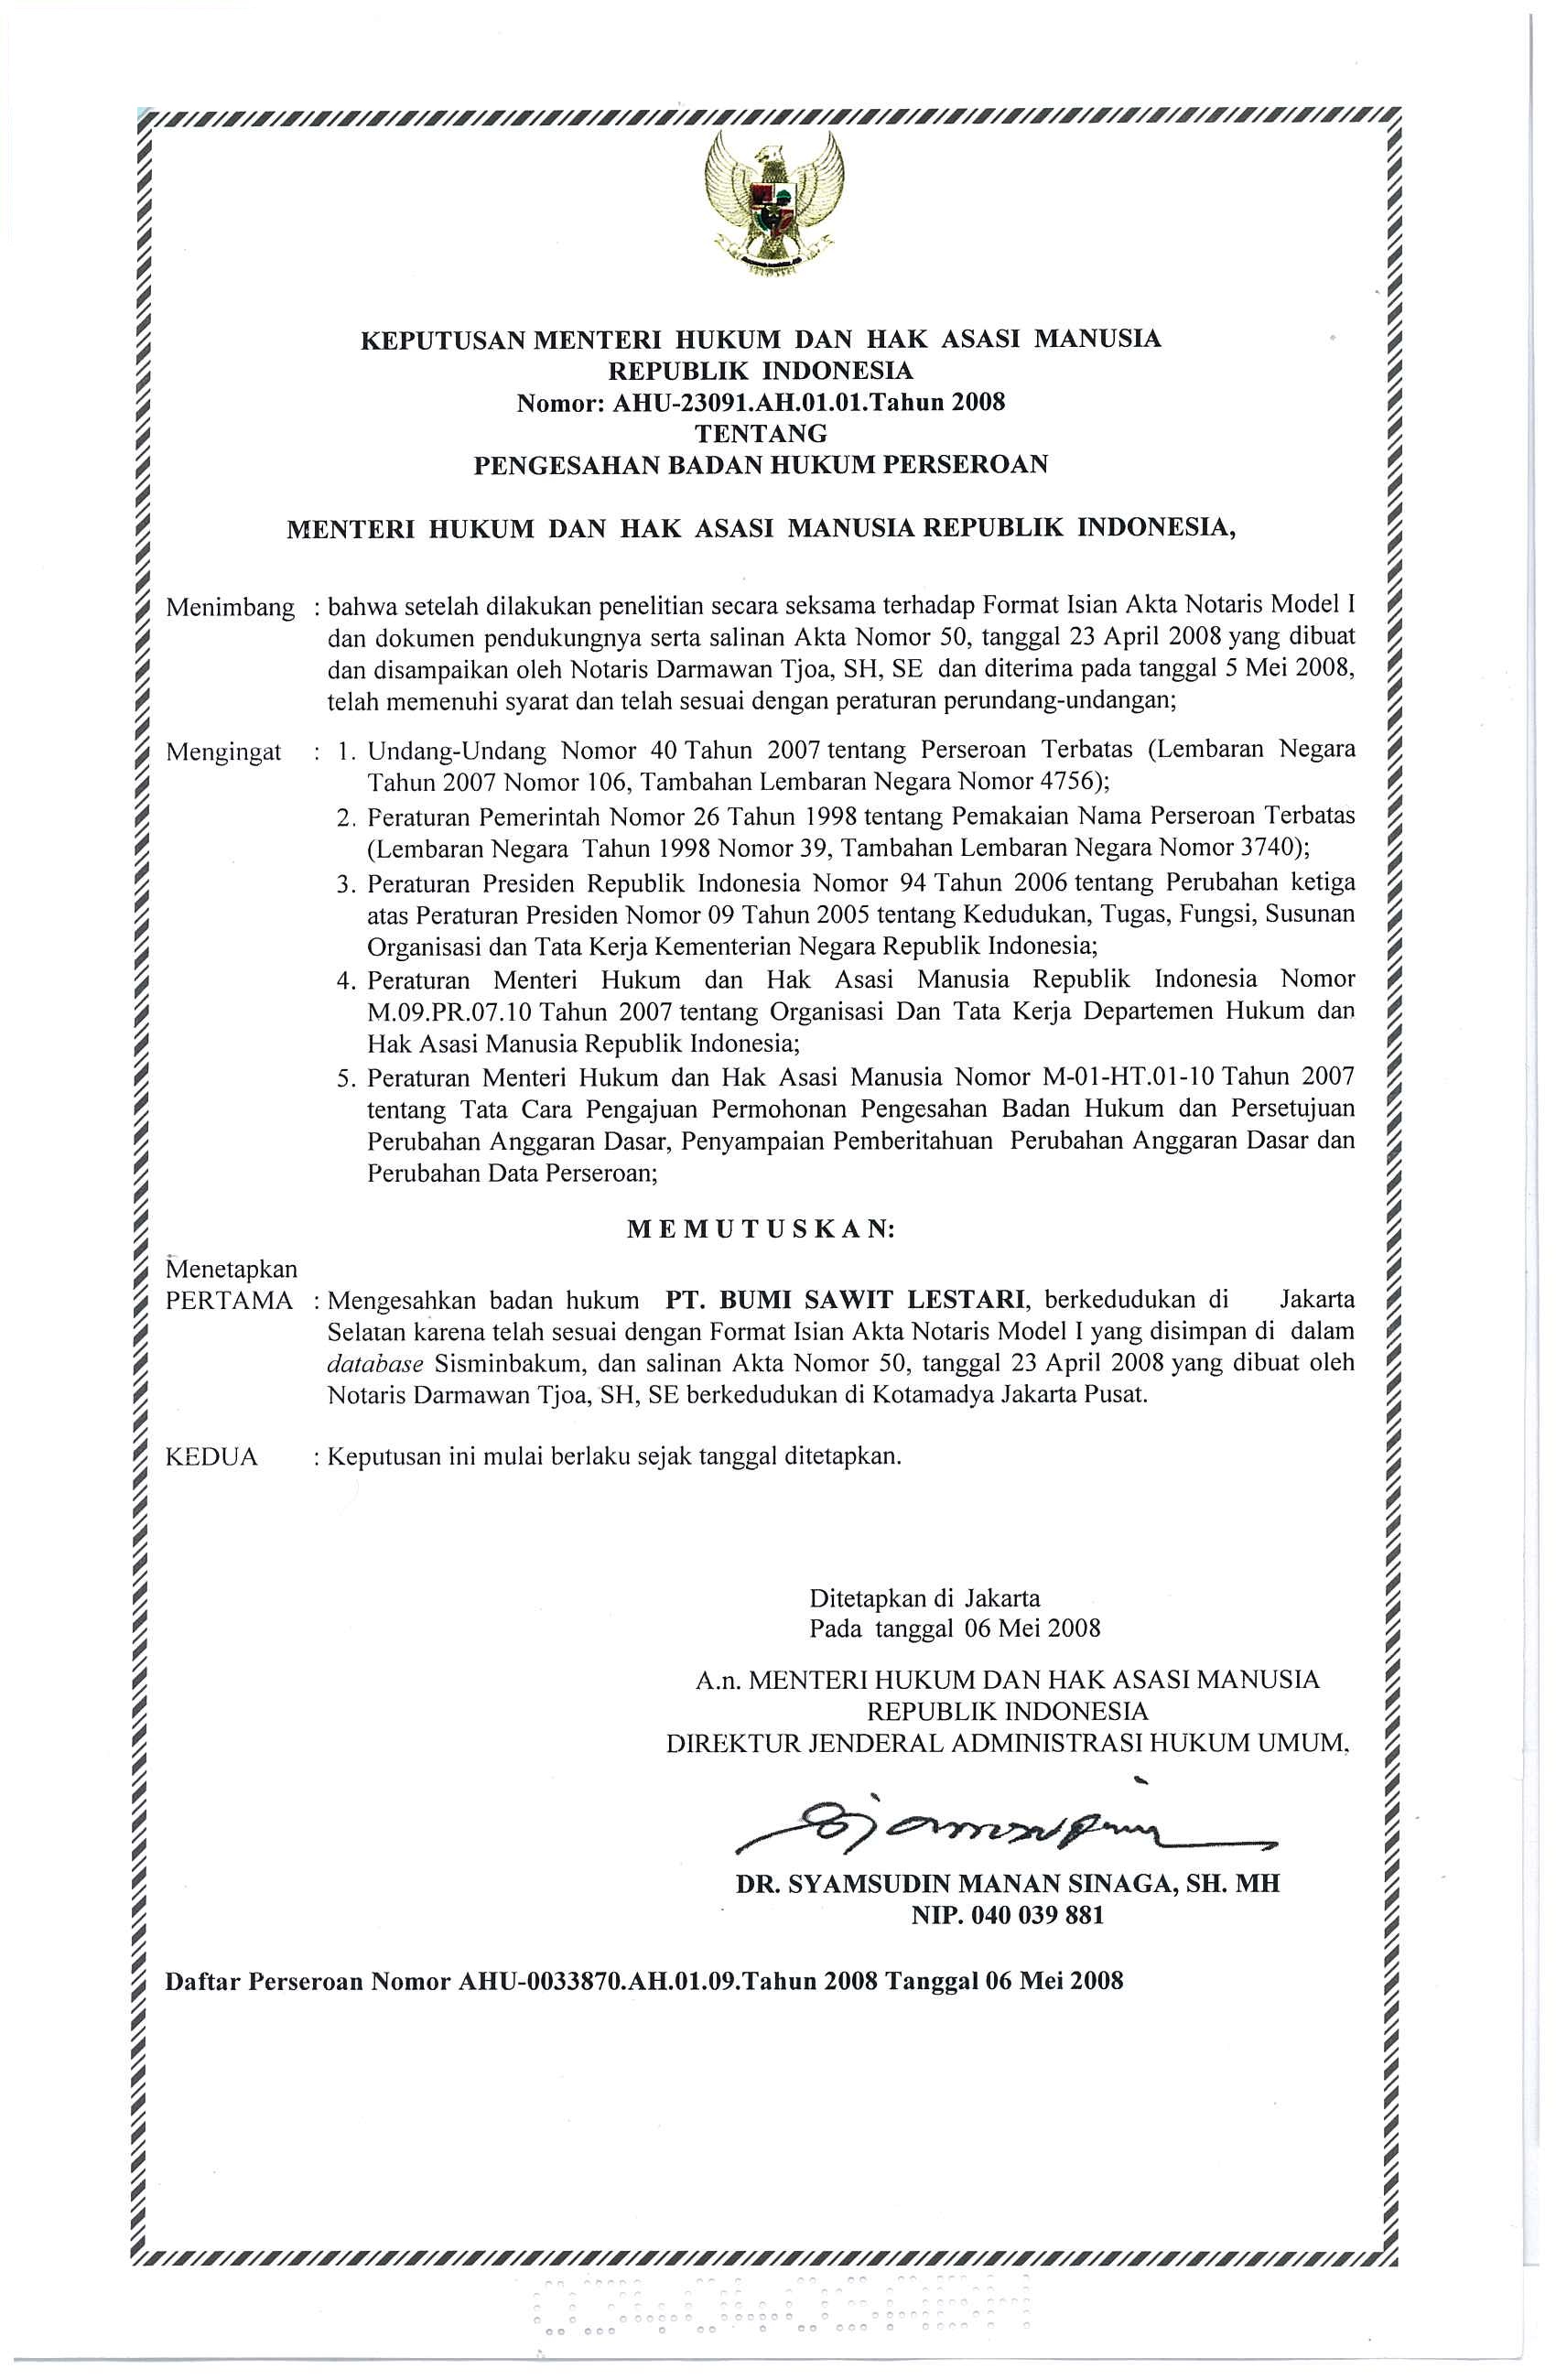 KEPUTUSAN MENTERI HUKUM DAN HAK ASASI MANUSIA
REPUBLIK INDONESIA
Nomor: AHU-23091.AH.01.01.Tahun 2008
TENTANG
PENGESAHAN BADAN HUKUM PERSEROAN
MENTERI HUKUM DAN HAK ASASI MANUSIA REPUBLIK INDONESIA,
Menimbang : bahwa setelah dilakukan penelitian secara seksama terhadap Format Isian Akta Notaris Model I
dan dokumen pendukungnya serta salinan Akta Nomor 50, tanggal 23 April 2008 yang dibuat
dan disampaikan oleh Notaris Darmawan Tjoa, SH, SE dan diterima pada tanggal 5 Mei 2008,
telah memenuhi syarat dan telah sesuai dengan peraturan perundang-undangan;
Mengingat : 1. Undang-Undang Nomor 40 Tahun 2007 tentang Perseroan Terbatas (Lembaran Negara
Tahun 2007 Nomor 106, Tambahan Lembaran Negara Nomor 4756);
2. Peraturan Pemerintah Nomor 26 Tahun 1998 tentang Pemakaian Nama Perseroan Terbatas
(Lembaran Negara Tahun 1998 Nomor 39, Tambahan Lembaran Negara Nomor 3740);
3. Peraturan Presiden Republik Indonesia Nomor 94 Tahun 2006 tentang Perubahan ketiga
atas Peraturan Presiden Nomor 09 Tahun 2005 tentang Kedudukan, Tugas, Fungsi, Susunan
Organisasi dan Tata Kerja Kementerian Negara Republik Indonesia;
4. Peraturan Menteri Hukum dan Hak Asasi Manusia Republik Indonesia Nomor
M.09.PR.07.10 Tahun 2007 tentang Organisasi Dan Tata Kerja Departemen Hukum dan
Hak Asasi Manusia Republik Indonesia;
5. Peraturan Menteri Hukum dan Hak Asasi Manusia Nomor M-01-HT.01-10 Tahun 2007
tentang Tata Cara Pengajuan Permohonan Pengesahan Badan Hukum dan Persetujuan
Perubahan Anggaran Dasar, Penyampaian Pemberitahuan Perubahan Anggaran Dasar dan
Perubahan Data Perseroan;
M E M U T U S K A N:
Menetapkan
PERTAMA : Mengesahkan badan hukum PT. BUMI SAWIT LESTARI, berkedudukan di Jakarta
Selatan karena telah sesuai dengan Format Isian Akta Notaris Model I yang disimpan di dalam
database Sisminbakum, dan salinan Akta Nomor 50, tanggal 23 April 2008 yang dibuat oleh
Notaris Darmawan Tjoa, SH, SE berkedudukan di Kotamadya Jakarta Pusat.
KEDUA : Keputusan ini mulai berlaku sejak tanggal ditetapkan.
Ditetapkan di Jakarta
Pada tanggal 06 Mei 2008
A.n. MENTERI HUKUM DAN HAK ASASI MANUSIA
REPUBLIK INDONESIA
DIREKTUR JENDERAL ADMINISTRASI HUKUM UMUM,
DR. SYAMSUDIN MANAN SINAGA, SH. MH
NIP. 040 039 881
Daftar Perseroan Nomor AHU-0033870.AH.01.09.Tahun 2008 Tanggal 06 Mei 2008